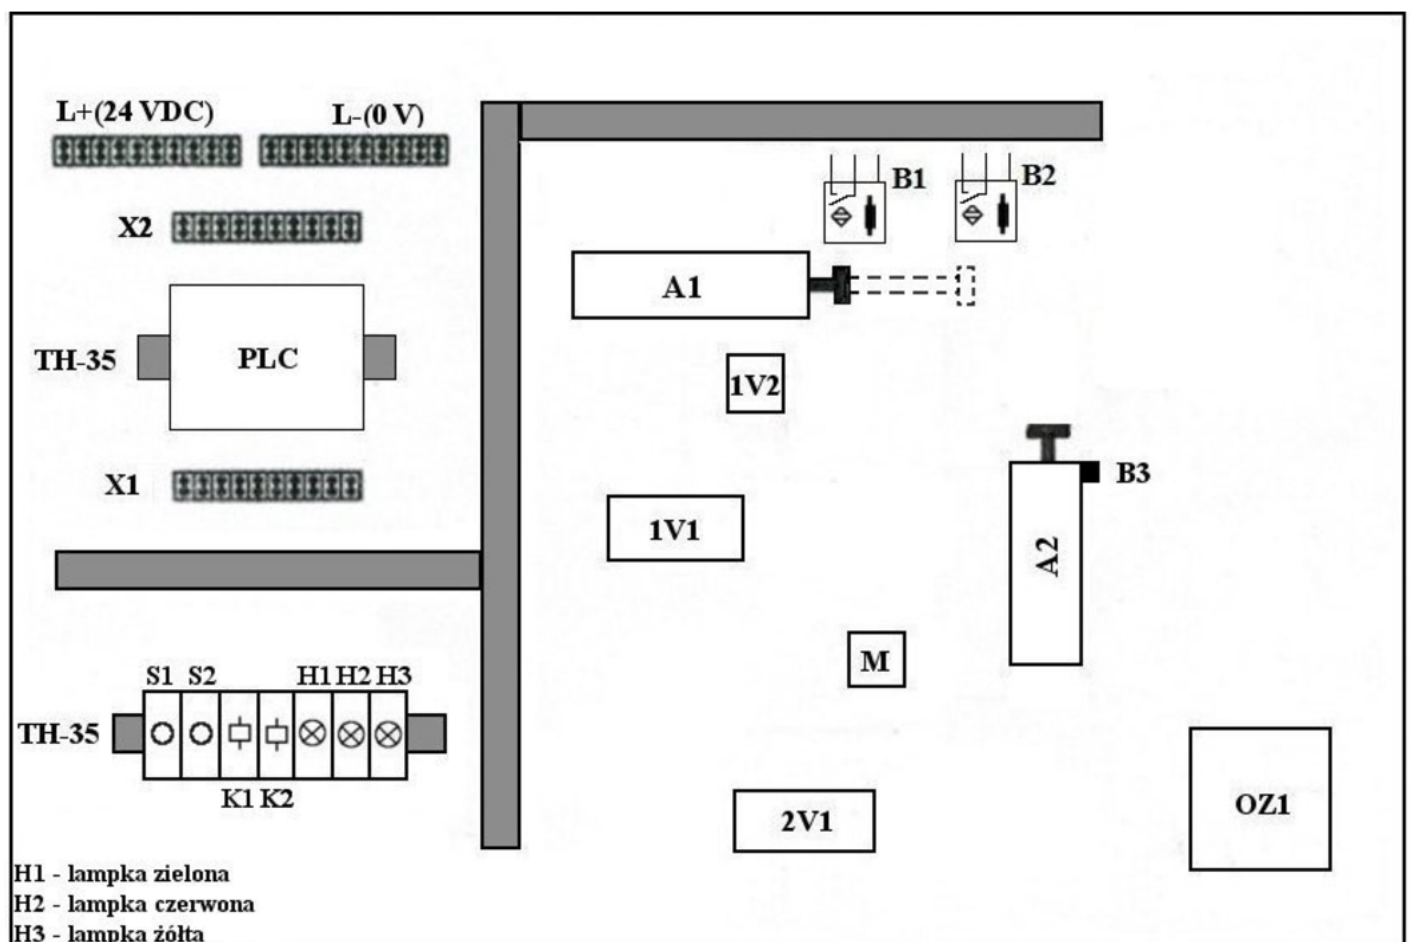 L+(24 VDC)
L-(0 V)
X2
TH-35
PLC
X1
S1 S2 H1 H2 H3
TH-35
K1 K2
H1 - lampka zielona
H2 - lampka czerwona
H3 - lampka żółta
B1
B2
A1
1V2
B3
1V1
A2
M
2V1
OZ1